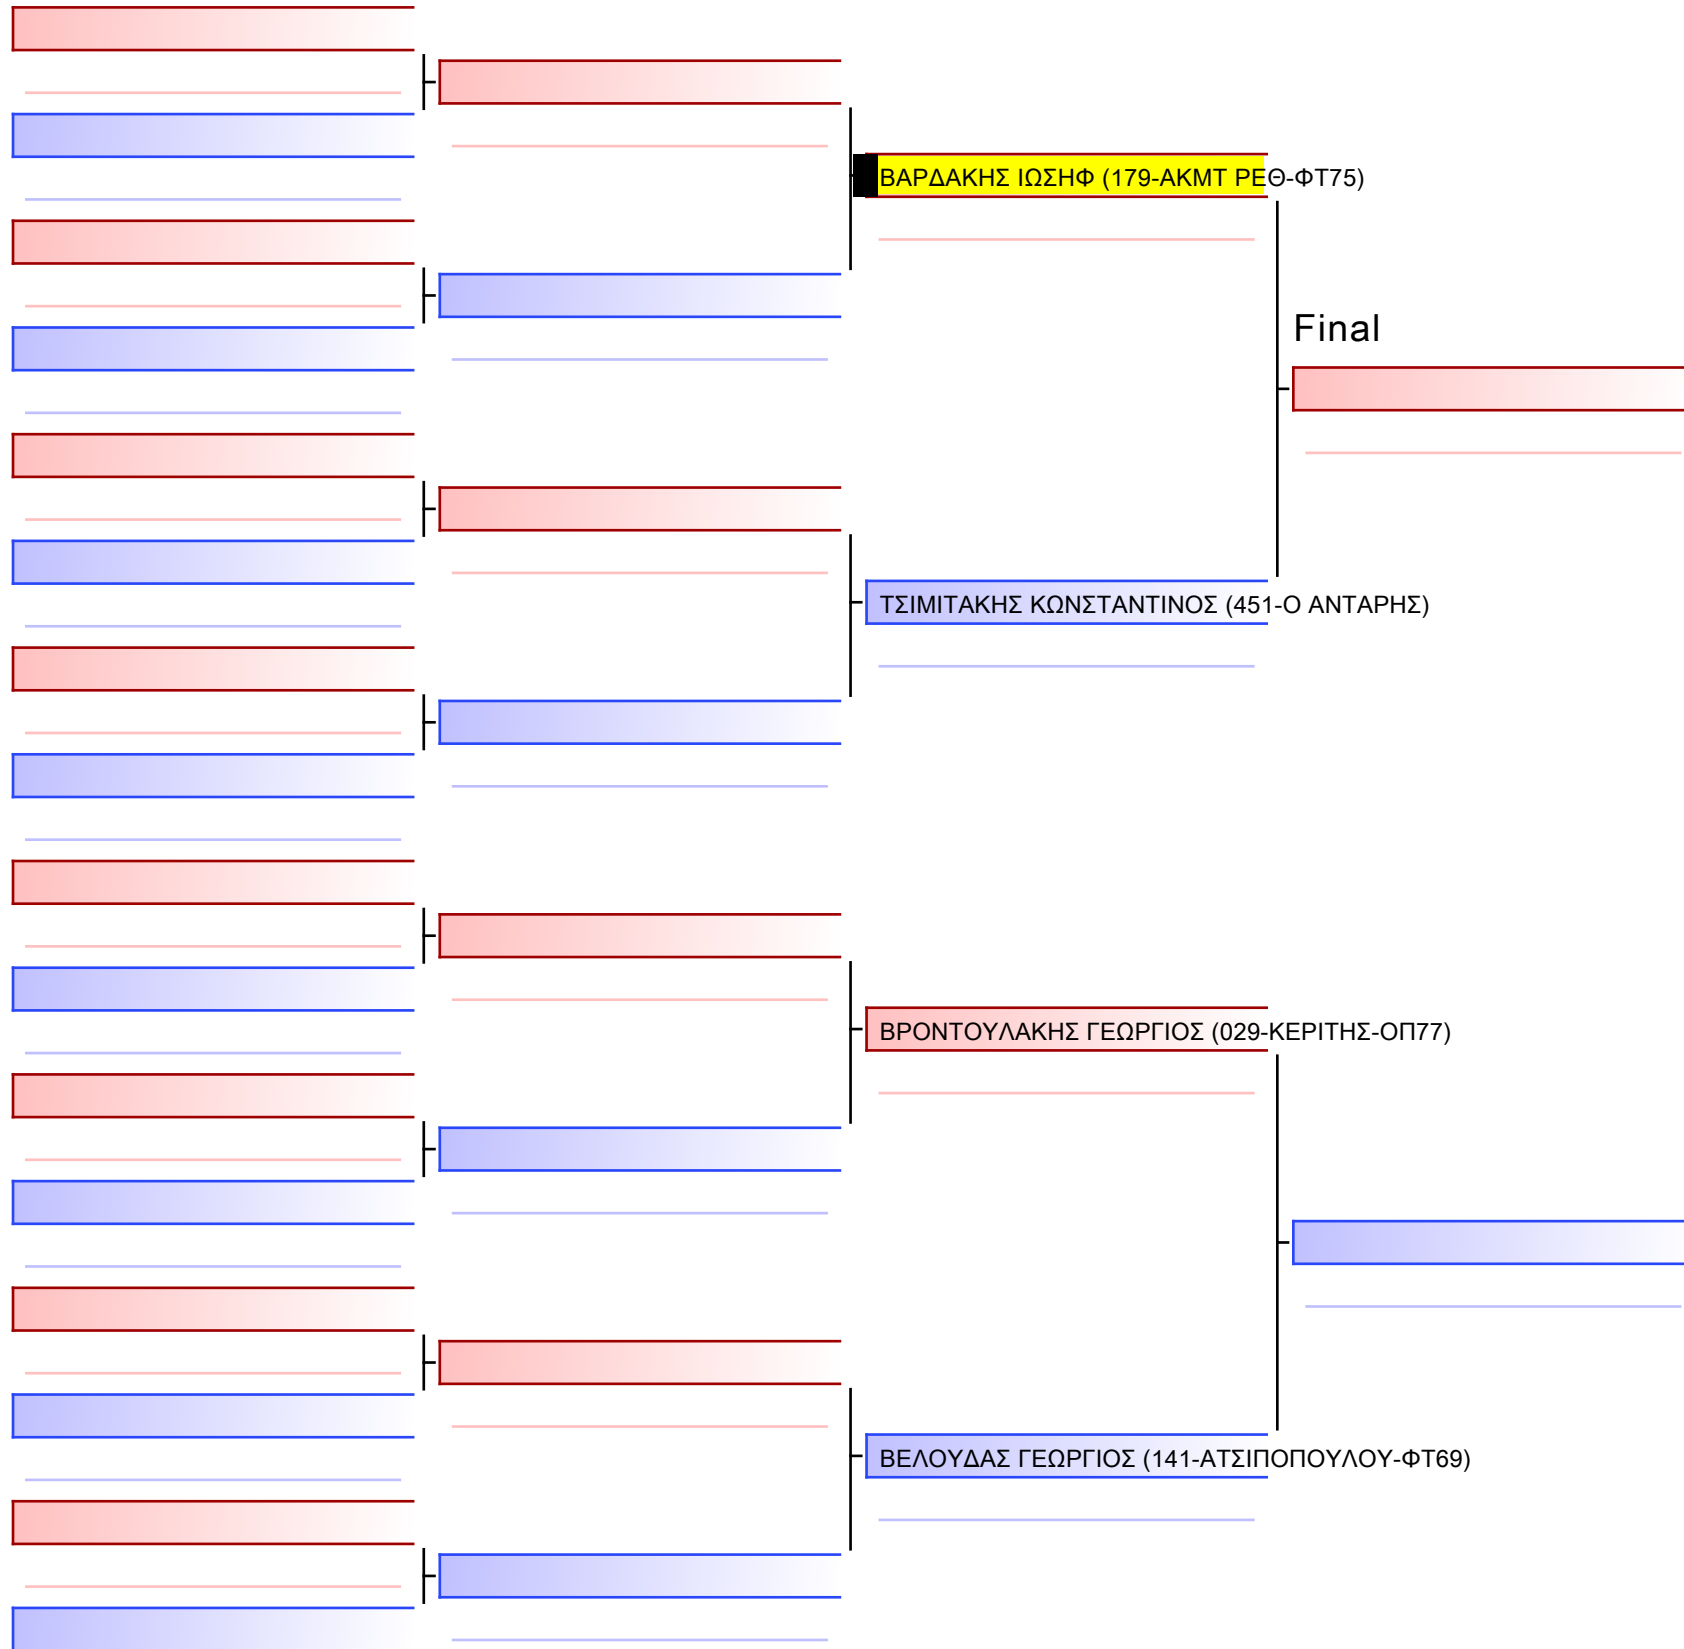 ΒΑΡΔΑΚΗΣ ΙΩΣΗΦ (179-ΑΚΜΤ ΡΕΘ-ΦΤ75)
Final
ΤΣΙΜΙΤΑΚΗΣ ΚΩΝΣΤΑΝΤΙΝΟΣ (451-Ο ΑΝΤΑΡΗΣ)
ΒΡΟΝΤΟΥΛΑΚΗΣ ΓΕΩΡΓΙΟΣ (029-ΚΕΡΙΤΗΣ-ΟΠ77)
ΒΕΛΟΥΔΑΣ ΓΕΩΡΓΙΟΣ (141-ΑΤΣΙΠΟΠΟΥΛΟΥ-ΦΤ69)